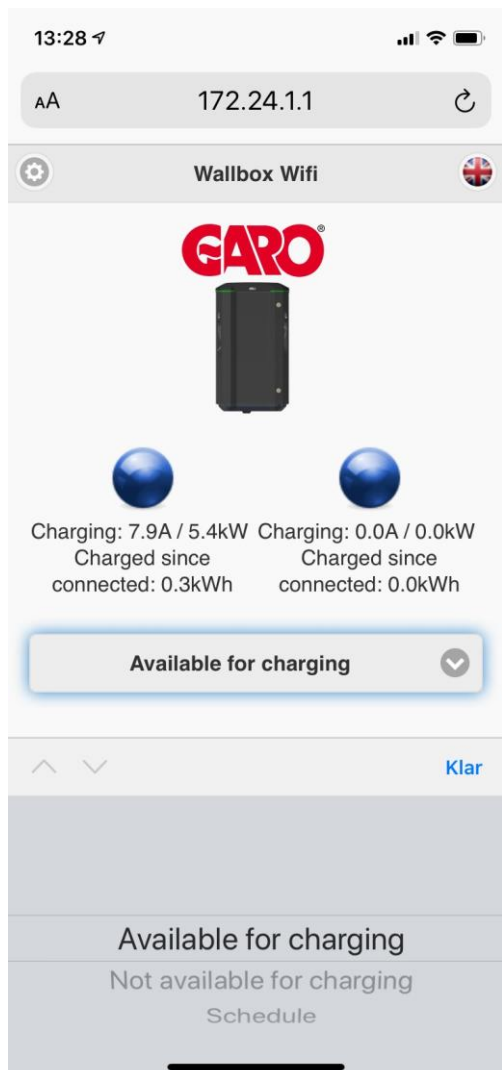 13:28
AA
172.24.1.1
Wallbox Wifi
GARO®
Charging: 7.9A / 5.4kW Charging: 0.0A / 0.0kW
Charged since Charged since
connected: 0.3kWh connected: 0.0kWh
Available for charging
Klar
Available for charging
Not available for charging
Schedule